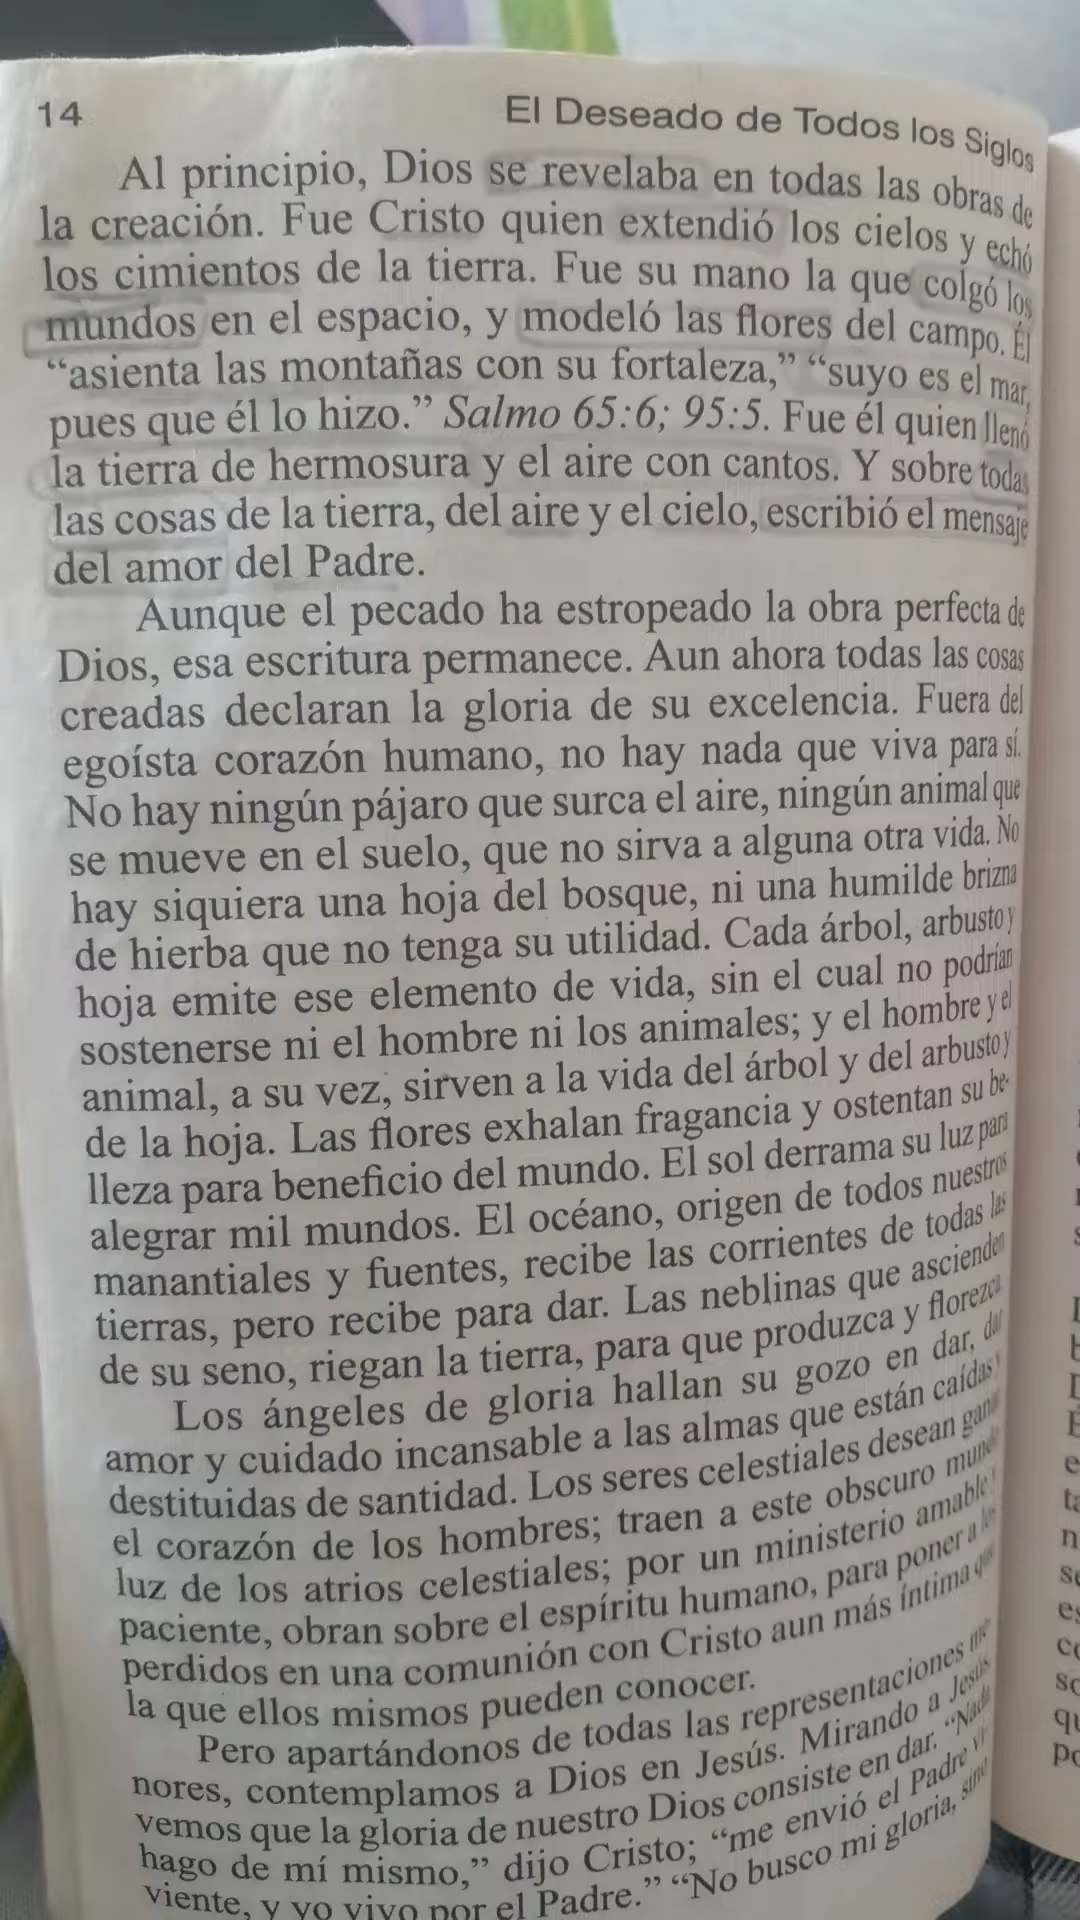 14
El Deseado de Todos los Siglos
Al principio, Dios se revelaba en todas las obras de
la creación. Fue Cristo quien extendió los cielos y echó
los cimientos de la tierra. Fue su mano la que colgó los
mundos en el espacio, y modeló las flores del campo. Él
“asienta las montañas con su fortaleza,” “suyo es el mar,
pues que él lo hizo.” Salmo 65:6; 95:5. Fue él quien llenó
la tierra de hermosura y el aire con cantos. Y sobre todas
las cosas de la tierra, del aire y el cielo, escribió el mensaje
del amor del Padre.
Aunque el pecado ha estropeado la obra perfecta de
Dios, esa escritura permanece. Aun ahora todas las cosas
creadas declaran la gloria de su excelencia. Fuera del
egoísta corazón humano, no hay nada que viva para sí.
No hay ningún pájaro que surca el aire, ningún animal que
se mueve en el suelo, que no sirva a alguna otra vida. No
hay siquiera una hoja del bosque, ni una humilde brizna
de hierba que no tenga su utilidad. Cada árbol, arbusto y
hoja emite ese elemento de vida, sin el cual no podrían
sostenerse ni el hombre ni los animales; y el hombre y el
animal, a su vez, sirven a la vida del árbol y del arbusto y
de la hoja. Las flores exhalan fragancia y ostentan su be-
lleza para beneficio del mundo. El sol derrama su luz para
alegrar mil mundos. El océano, origen de todos nuestros
manantiales y fuentes, recibe las corrientes de todas las
tierras, pero recibe para dar. Las neblinas que ascienden
de su seno, riegan la tierra, para que produzca y florezca.
Los ángeles de gloria hallan su gozo en dar, dar
amor y cuidado incansable a las almas que están caídas y
destituidas de santidad. Los seres celestiales desean ganar
el corazón de los hombres; traen a este obscuro mundo
luz de los atrios celestiales; por un ministerio amable y
paciente, obran sobre el espíritu humano, para poner a los
perdidos en una comunión con Cristo aun más íntima que
la que ellos mismos pueden conocer.
Pero apartándonos de todas las representaciones me
nores, contemplamos a Dios en Jesús. Mirando a Jesús
vemos que la gloria de nuestro Dios consiste en dar. “Nada
hago de mí mismo,” dijo Cristo; “me envió el Padre vi
viente, y yo vivo por el Padre.” “No busco mi gloria, sino